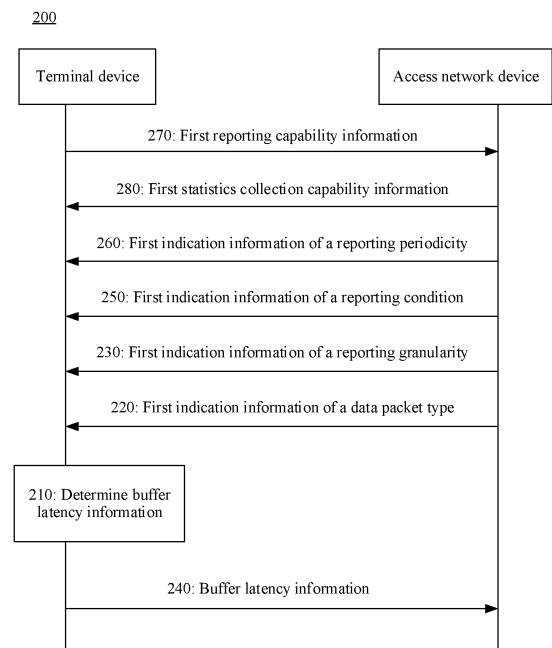 200
Terminal device
Access network device
270: First reporting capability information
280: First statistics collection capability information
260: First indication information of a reporting periodicity
250: First indication information of a reporting condition
230: First indication information of a reporting granularity
220: First indication information of a data packet type
210: Determine buffer
latency information
240: Buffer latency information